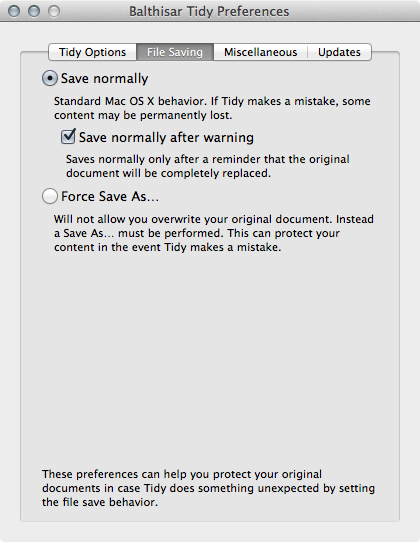 Balthisar Tidy Preferences
Tidy Options File Saving Miscellaneous Updates
Save normally
Standard Mac OS X behavior. If Tidy makes a mistake, some
content may be permanently lost.
Save normally after warning
Saves normally only after a reminder that the original
document will be completely replaced.
Force Save As...
Will not allow you overwrite your original document. Instead
a Save As... must be performed. This can protect your
content in the event Tidy makes a mistake.
These preferences can help you protect your original
documents in case Tidy does something unexpected by setting
the file save behavior.